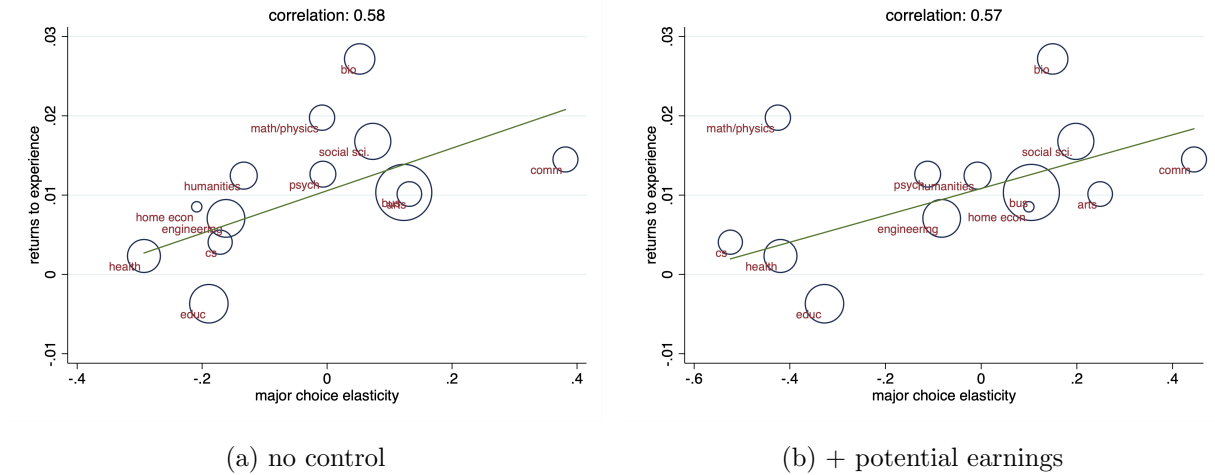 correlation: 0.58
.03
.02
.01
0
-.01
returns to experience
bio
math/physics
social sci.
comm
humanities
psych
bus
arts
home econ
engineering
cs
health
educ
-.4
-.2
0
.2
.4
major choice elasticity
(a) no control
correlation: 0.57
.03
.02
.01
0
-.01
returns to experience
bio
math/physics
social sci.
comm
psych
humanities
bus
arts
home econ
engineering
cs
health
educ
-.6
-.4
-.2
0
.2
.4
major choice elasticity
(b) + potential earnings